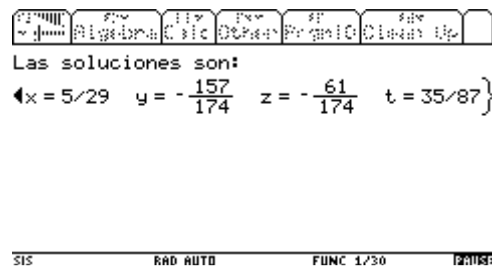 Algebra Calc Other PrgmIO Clean Up
Las soluciones son:
x = 5/29 y = - 157/174 z = - 61/174 t = 35/87}
SIS RAD AUTO FUNC 1/30 PAUSE